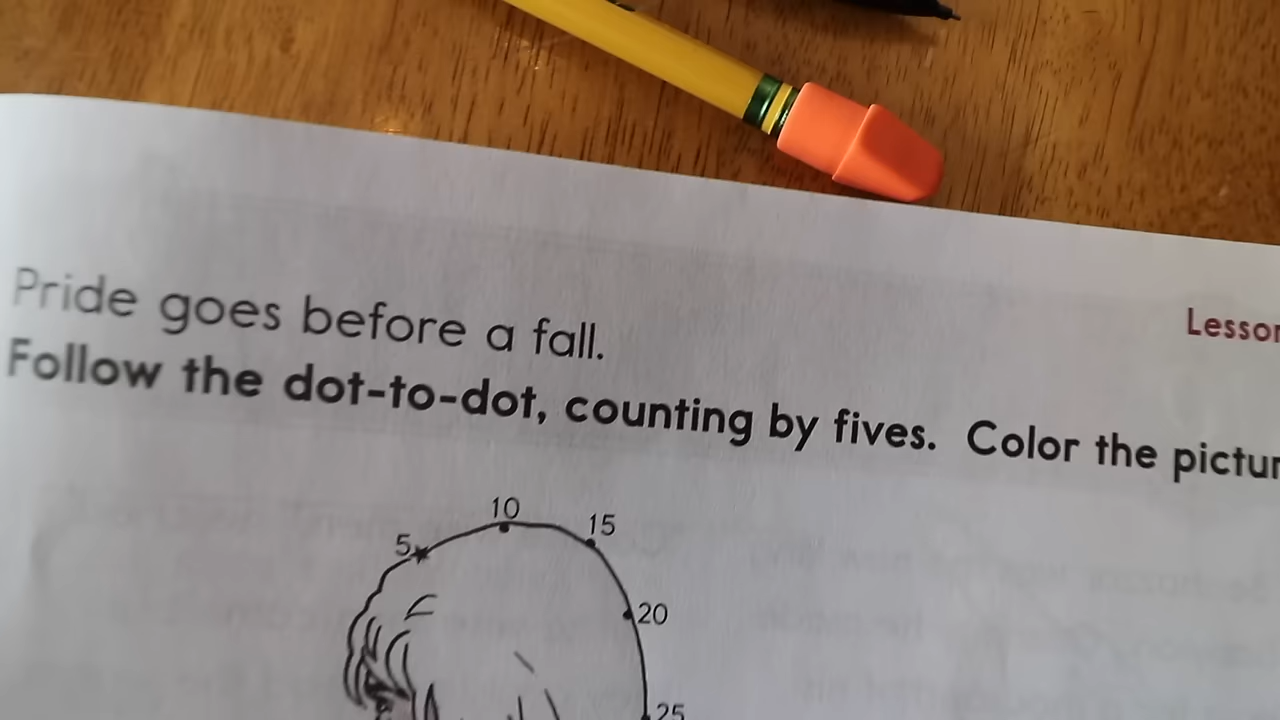 Pride goes before a fall.
Lesson
Follow the dot-to-dot, counting by fives. Color the pictur
10
15
5
20
25